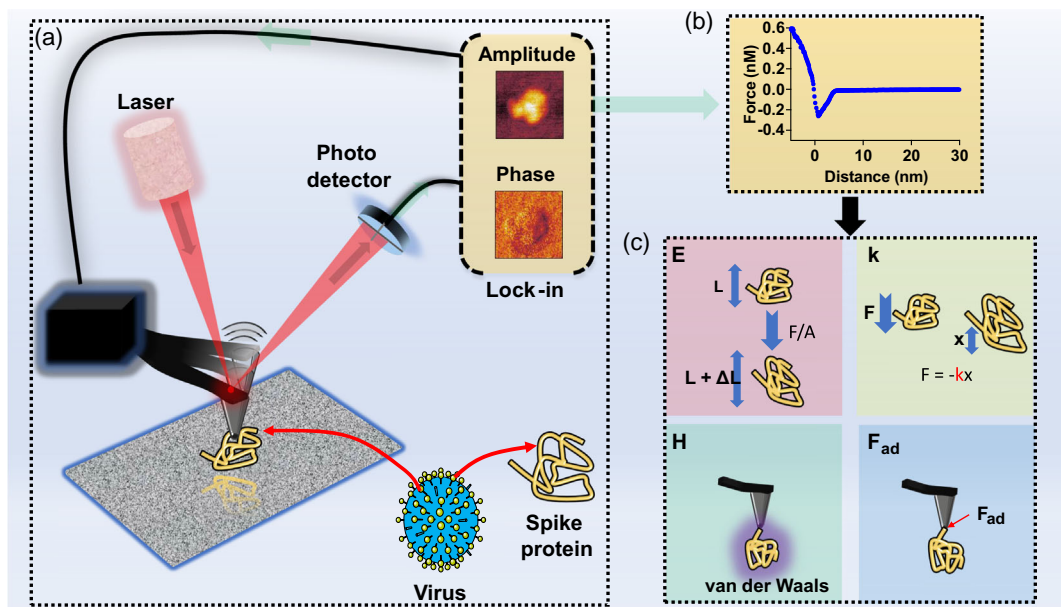 (a)
Laser
Photo
detector
Amplitude
Phase
Lock-in
Virus
Spike
protein
(b)
Force (nM)
0.6
0.4
0.2
0.0
-0.2
-0.4
0 10 20 30
Distance (nm)
(c)
E
L
F/A
L + ΔL
k
F
x
F = -kx
H
van der Waals
Fad
Fad